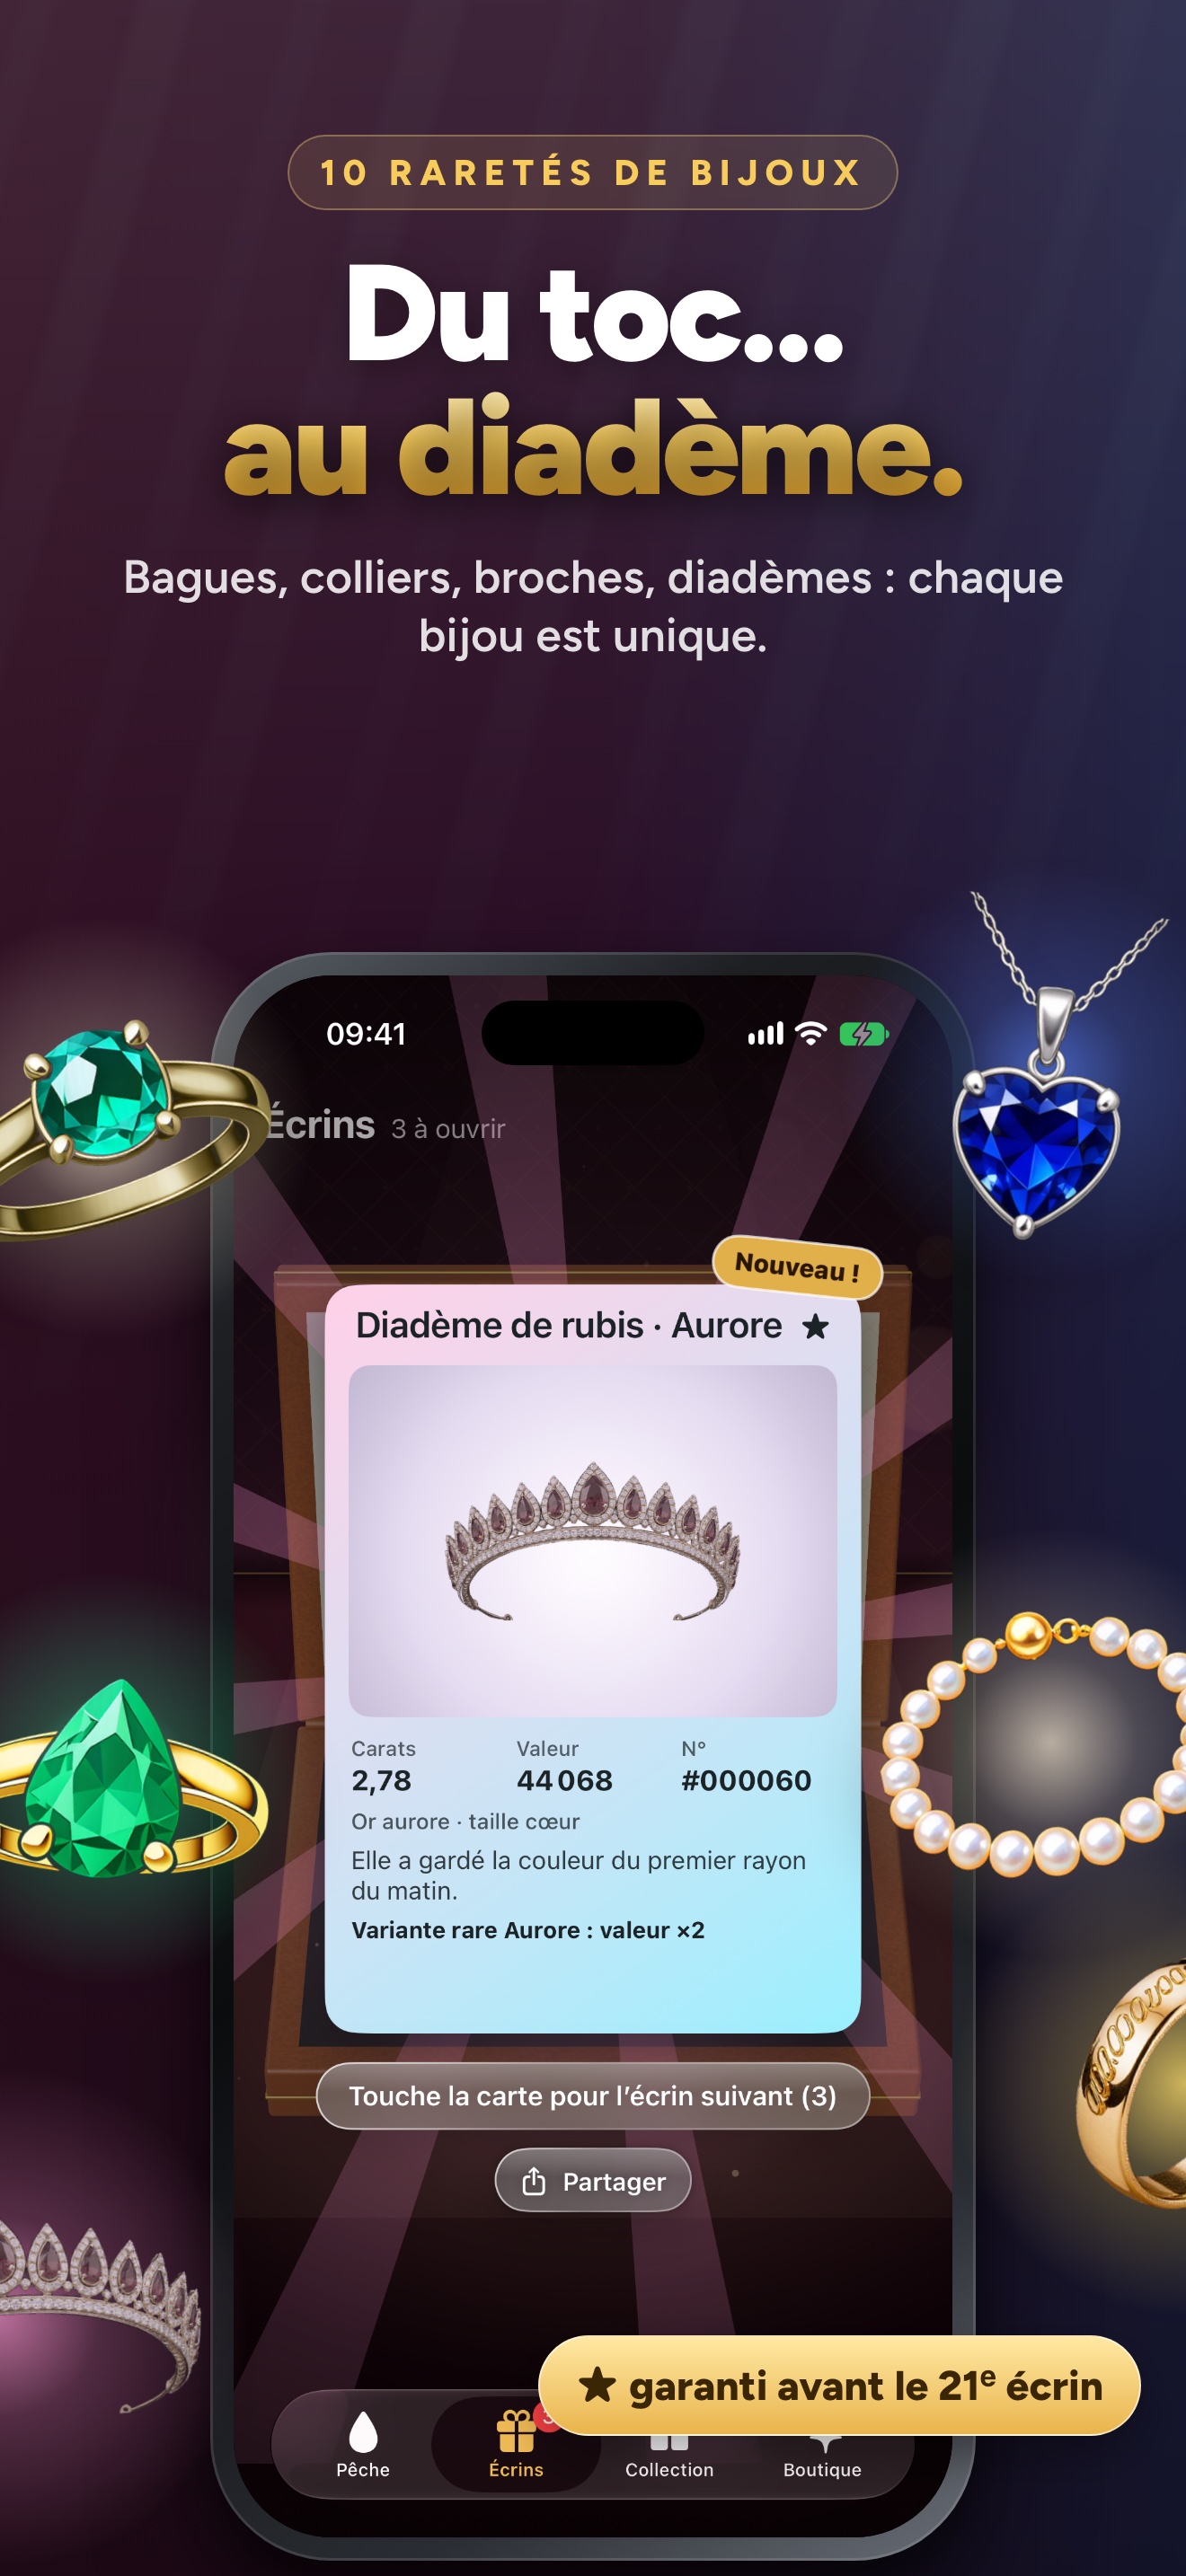 10 RARETÉS DE BIJOUX
Du toc...
au diadème.
Bagues, colliers, broches, diadèmes : chaque
bijou est unique.
09:41
Écrins 3 à ouvrir
Nouveau !
Diadème de rubis · Aurore ★
Carats Valeur N°
2,78 44 068 #000060
Or aurore · taille cœur
Elle a gardé la couleur du premier rayon
du matin.
Variante rare Aurore : valeur ×2
Touche la carte pour l’écrin suivant (3)
Partager
★ garanti avant le 21ᵉ écrin
Pêche Écrins Collection Boutique